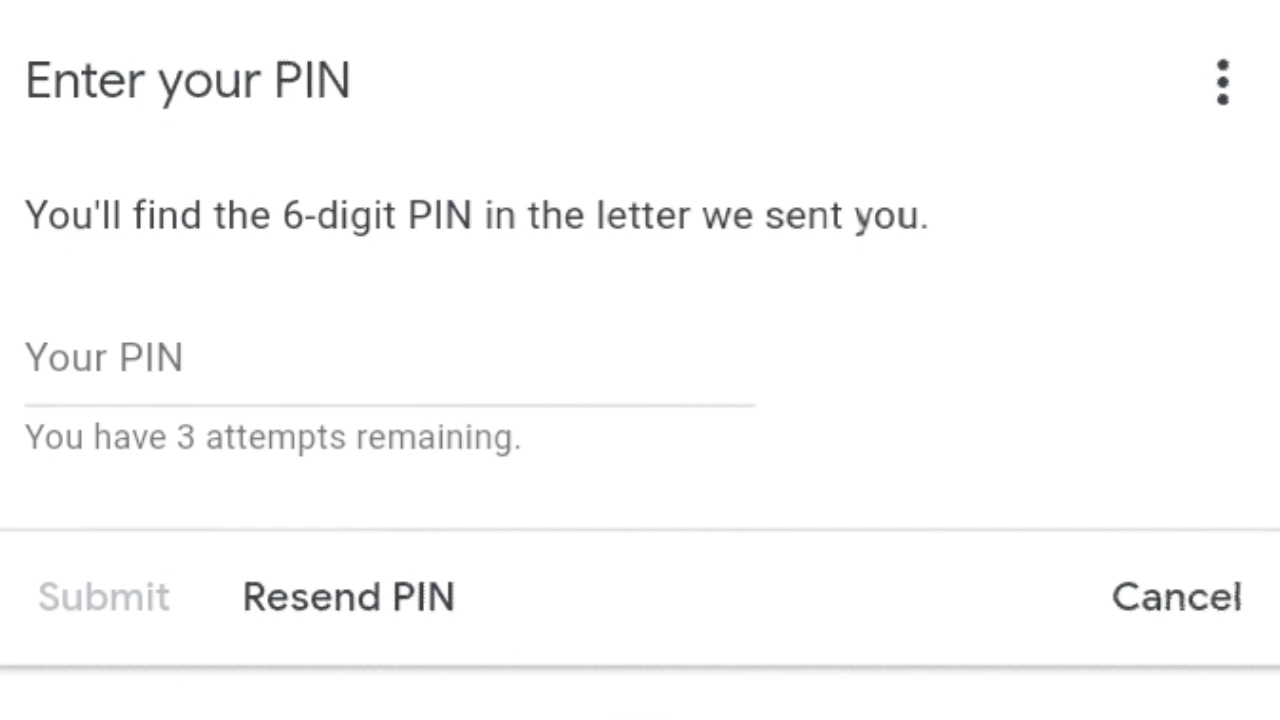 Enter your PIN
You'll find the 6-digit PIN in the letter we sent you.
Your PIN
You have 3 attempts remaining.
Submit Resend PIN Cancel